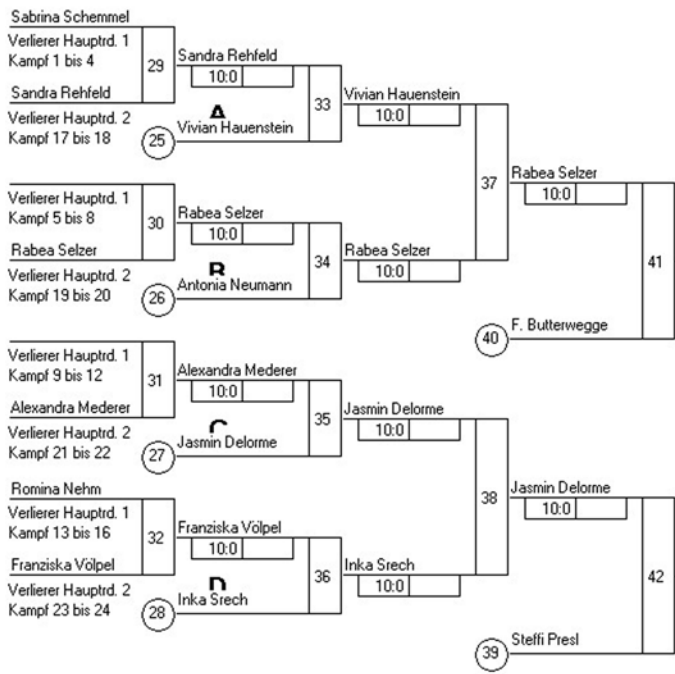 Sabrina Schemmel
Verlierer Hauptrd. 1
Kampf 1 bis 4
29
Sandra Rehfeld
10:0
Sandra Rehfeld
Verlierer Hauptrd. 2
Kampf 17 bis 18
A
25
Vivian Hauenstein
33
Vivian Hauenstein
10:0
37
Rabea Selzer
10:0
Verlierer Hauptrd. 1
Kampf 5 bis 8
30
Rabea Selzer
10:0
Rabea Selzer
Verlierer Hauptrd. 2
Kampf 19 bis 20
B
26
Antonia Neumann
34
Rabea Selzer
10:0
41
40
F. Butterwegge
Verlierer Hauptrd. 1
Kampf 9 bis 12
31
Alexandra Mederer
10:0
Alexandra Mederer
Verlierer Hauptrd. 2
Kampf 21 bis 22
C
27
Jasmin Delorme
35
Jasmin Delorme
10:0
38
Jasmin Delorme
10:0
Romina Nehm
Verlierer Hauptrd. 1
Kampf 13 bis 16
32
Franziska Völpel
10:0
Franziska Völpel
Verlierer Hauptrd. 2
Kampf 23 bis 24
D
28
Inka Srech
36
Inka Srech
10:0
42
39
Steffi Presl